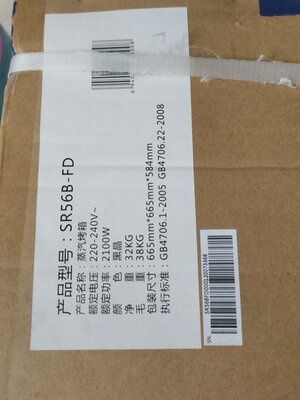 产品型号：SR56B-FD
产品名称：蒸汽烤箱
额定电压：220-240V~
额定功率：2100W
颜 色：黑晶
净 重：32KG
毛 重：38KG
包装尺寸：665mm*665mm*584mm
执行标准：GB4706.1-2005 GB4706.22-2008
SN